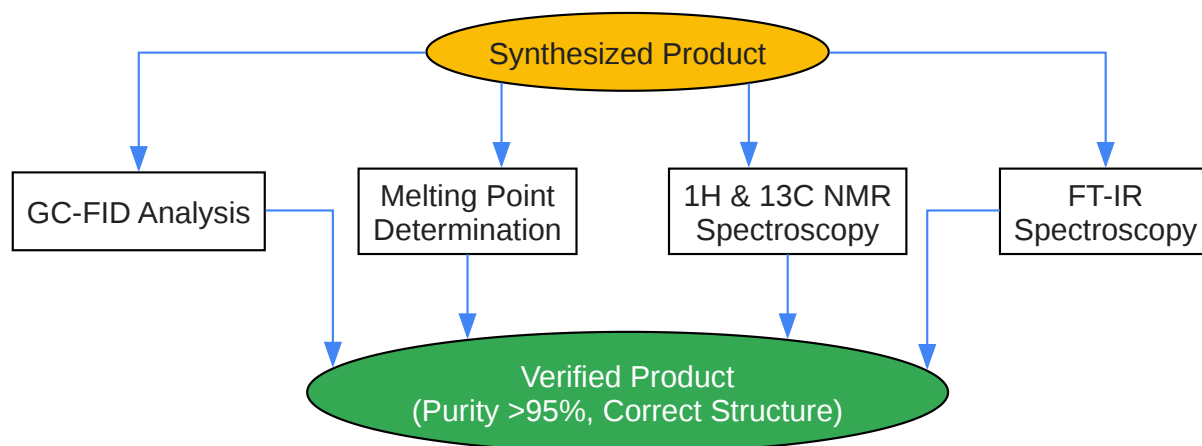 Synthesized Product
GC-FID Analysis
Melting Point
Determination
1H & 13C NMR
Spectroscopy
FT-IR
Spectroscopy
Verified Product
(Purity >95%, Correct Structure)